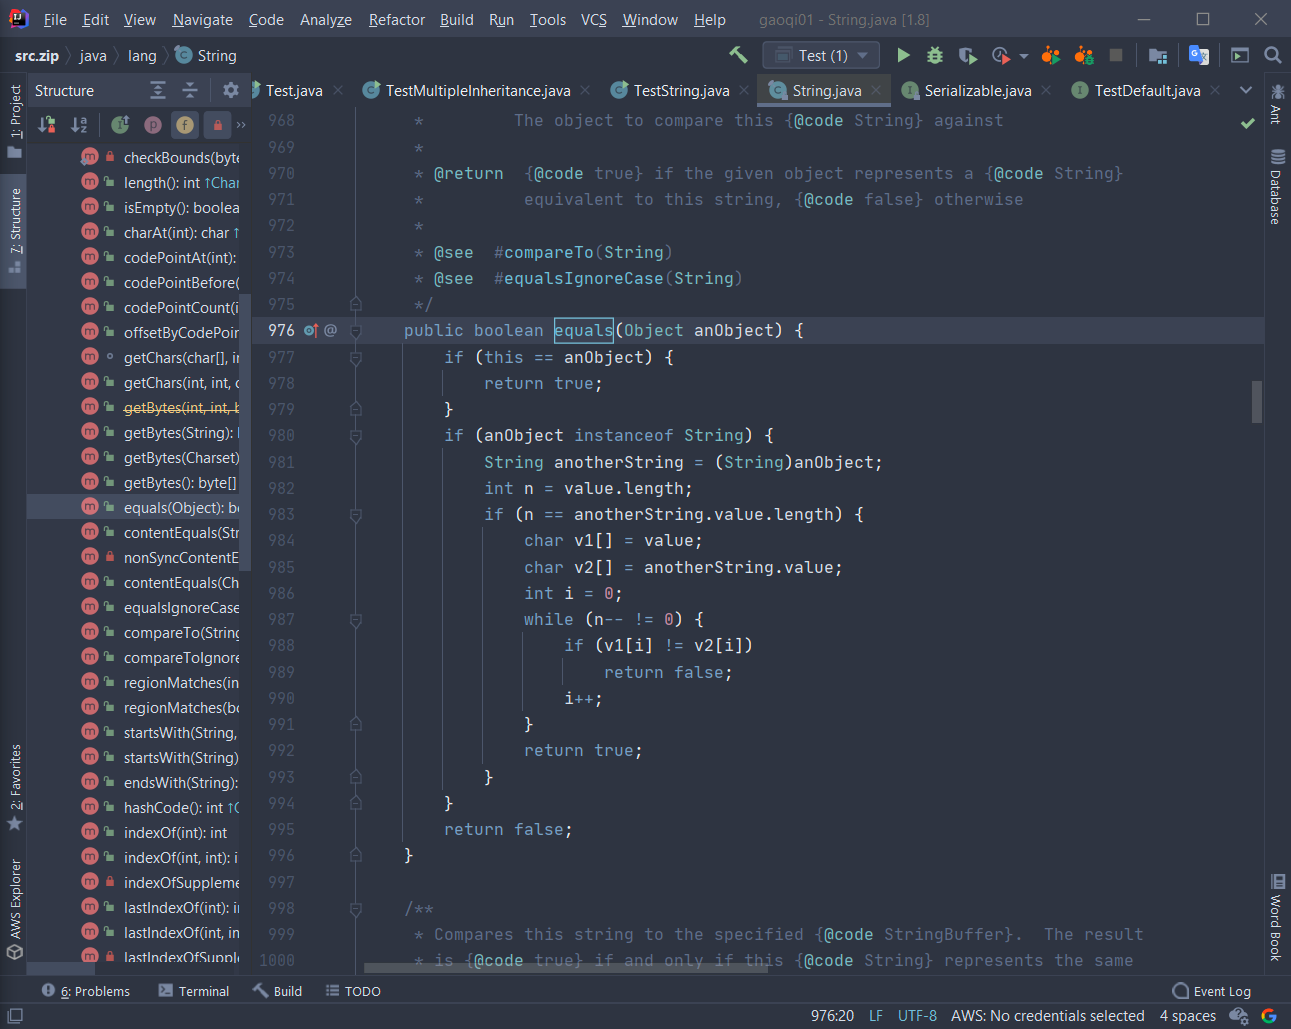 File Edit View Navigate Code Analyze Refactor Build Run Tools VCS Window Help gaoqi01 - String.java [1.8]
src.zip java lang String Test (1)
Structure
Test.java TestMultipleInheritance.java TestString.java String.java Serializable.java TestDefault.java
1: Project
7: Structure
2: Favorites
AWS Explorer
checkBounds(byte
length(): int ↑Char
isEmpty(): boolea
charAt(int): char ↑
codePointAt(int):
codePointBefore(
codePointCount(i
offsetByCodePoin
getChars(char[], in
getChars(int, int, c
getBytes(int, int, b
getBytes(String): b
getBytes(Charset)
getBytes(): byte[]
equals(Object): bo
contentEquals(Str
nonSyncContentE
contentEquals(Ch
equalsIgnoreCase
compareTo(String
compareToIgnore
regionMatches(in
regionMatches(bo
startsWith(String,
startsWith(String)
endsWith(String):
hashCode(): int ↑O
indexOf(int): int
indexOf(int, int): i
indexOfSuppleme
lastIndexOf(int): in
lastIndexOf(int, in
lastIndexOfSupple
968 * The object to compare this {@code String} against
969 *
970 * @return {@code true} if the given object represents a {@code String}
971 * equivalent to this string, {@code false} otherwise
972 *
973 * @see #compareTo(String)
974 * @see #equalsIgnoreCase(String)
975 */
976 @ public boolean equals(Object anObject) {
977 if (this == anObject) {
978 return true;
979 }
980 if (anObject instanceof String) {
981 String anotherString = (String)anObject;
982 int n = value.length;
983 if (n == anotherString.value.length) {
984 char v1[] = value;
985 char v2[] = anotherString.value;
986 int i = 0;
987 while (n-- != 0) {
988 if (v1[i] != v2[i])
989 return false;
990 i++;
991 }
992 return true;
993 }
994 }
995 return false;
996 }
997
998 /**
999 * Compares this string to the specified {@code StringBuffer}. The result
1000 * is {@code true} if and only if this {@code String} represents the same
Ant
Database
Word Book
6: Problems Terminal Build TODO Event Log
976:20 LF UTF-8 AWS: No credentials selected 4 spaces